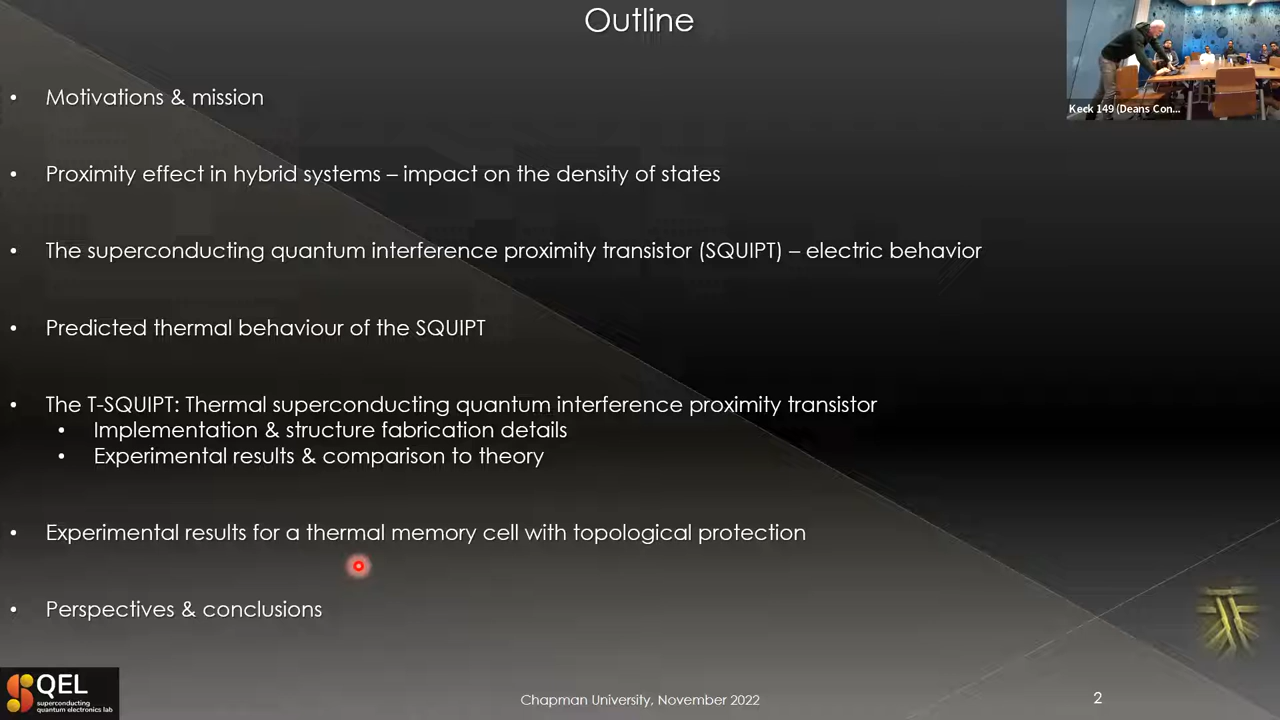 Outline
Keck 149 (Deans Con...
• Motivations & mission
• Proximity effect in hybrid systems – impact on the density of states
• The superconducting quantum interference proximity transistor (SQUIPT) – electric behavior
• Predicted thermal behaviour of the SQUIPT
• The T-SQUIPT: Thermal superconducting quantum interference proximity transistor
• Implementation & structure fabrication details
• Experimental results & comparison to theory
• Experimental results for a thermal memory cell with topological protection
• Perspectives & conclusions
SQEL
superconducting
quantum electronics lab
Chapman University, November 2022
2